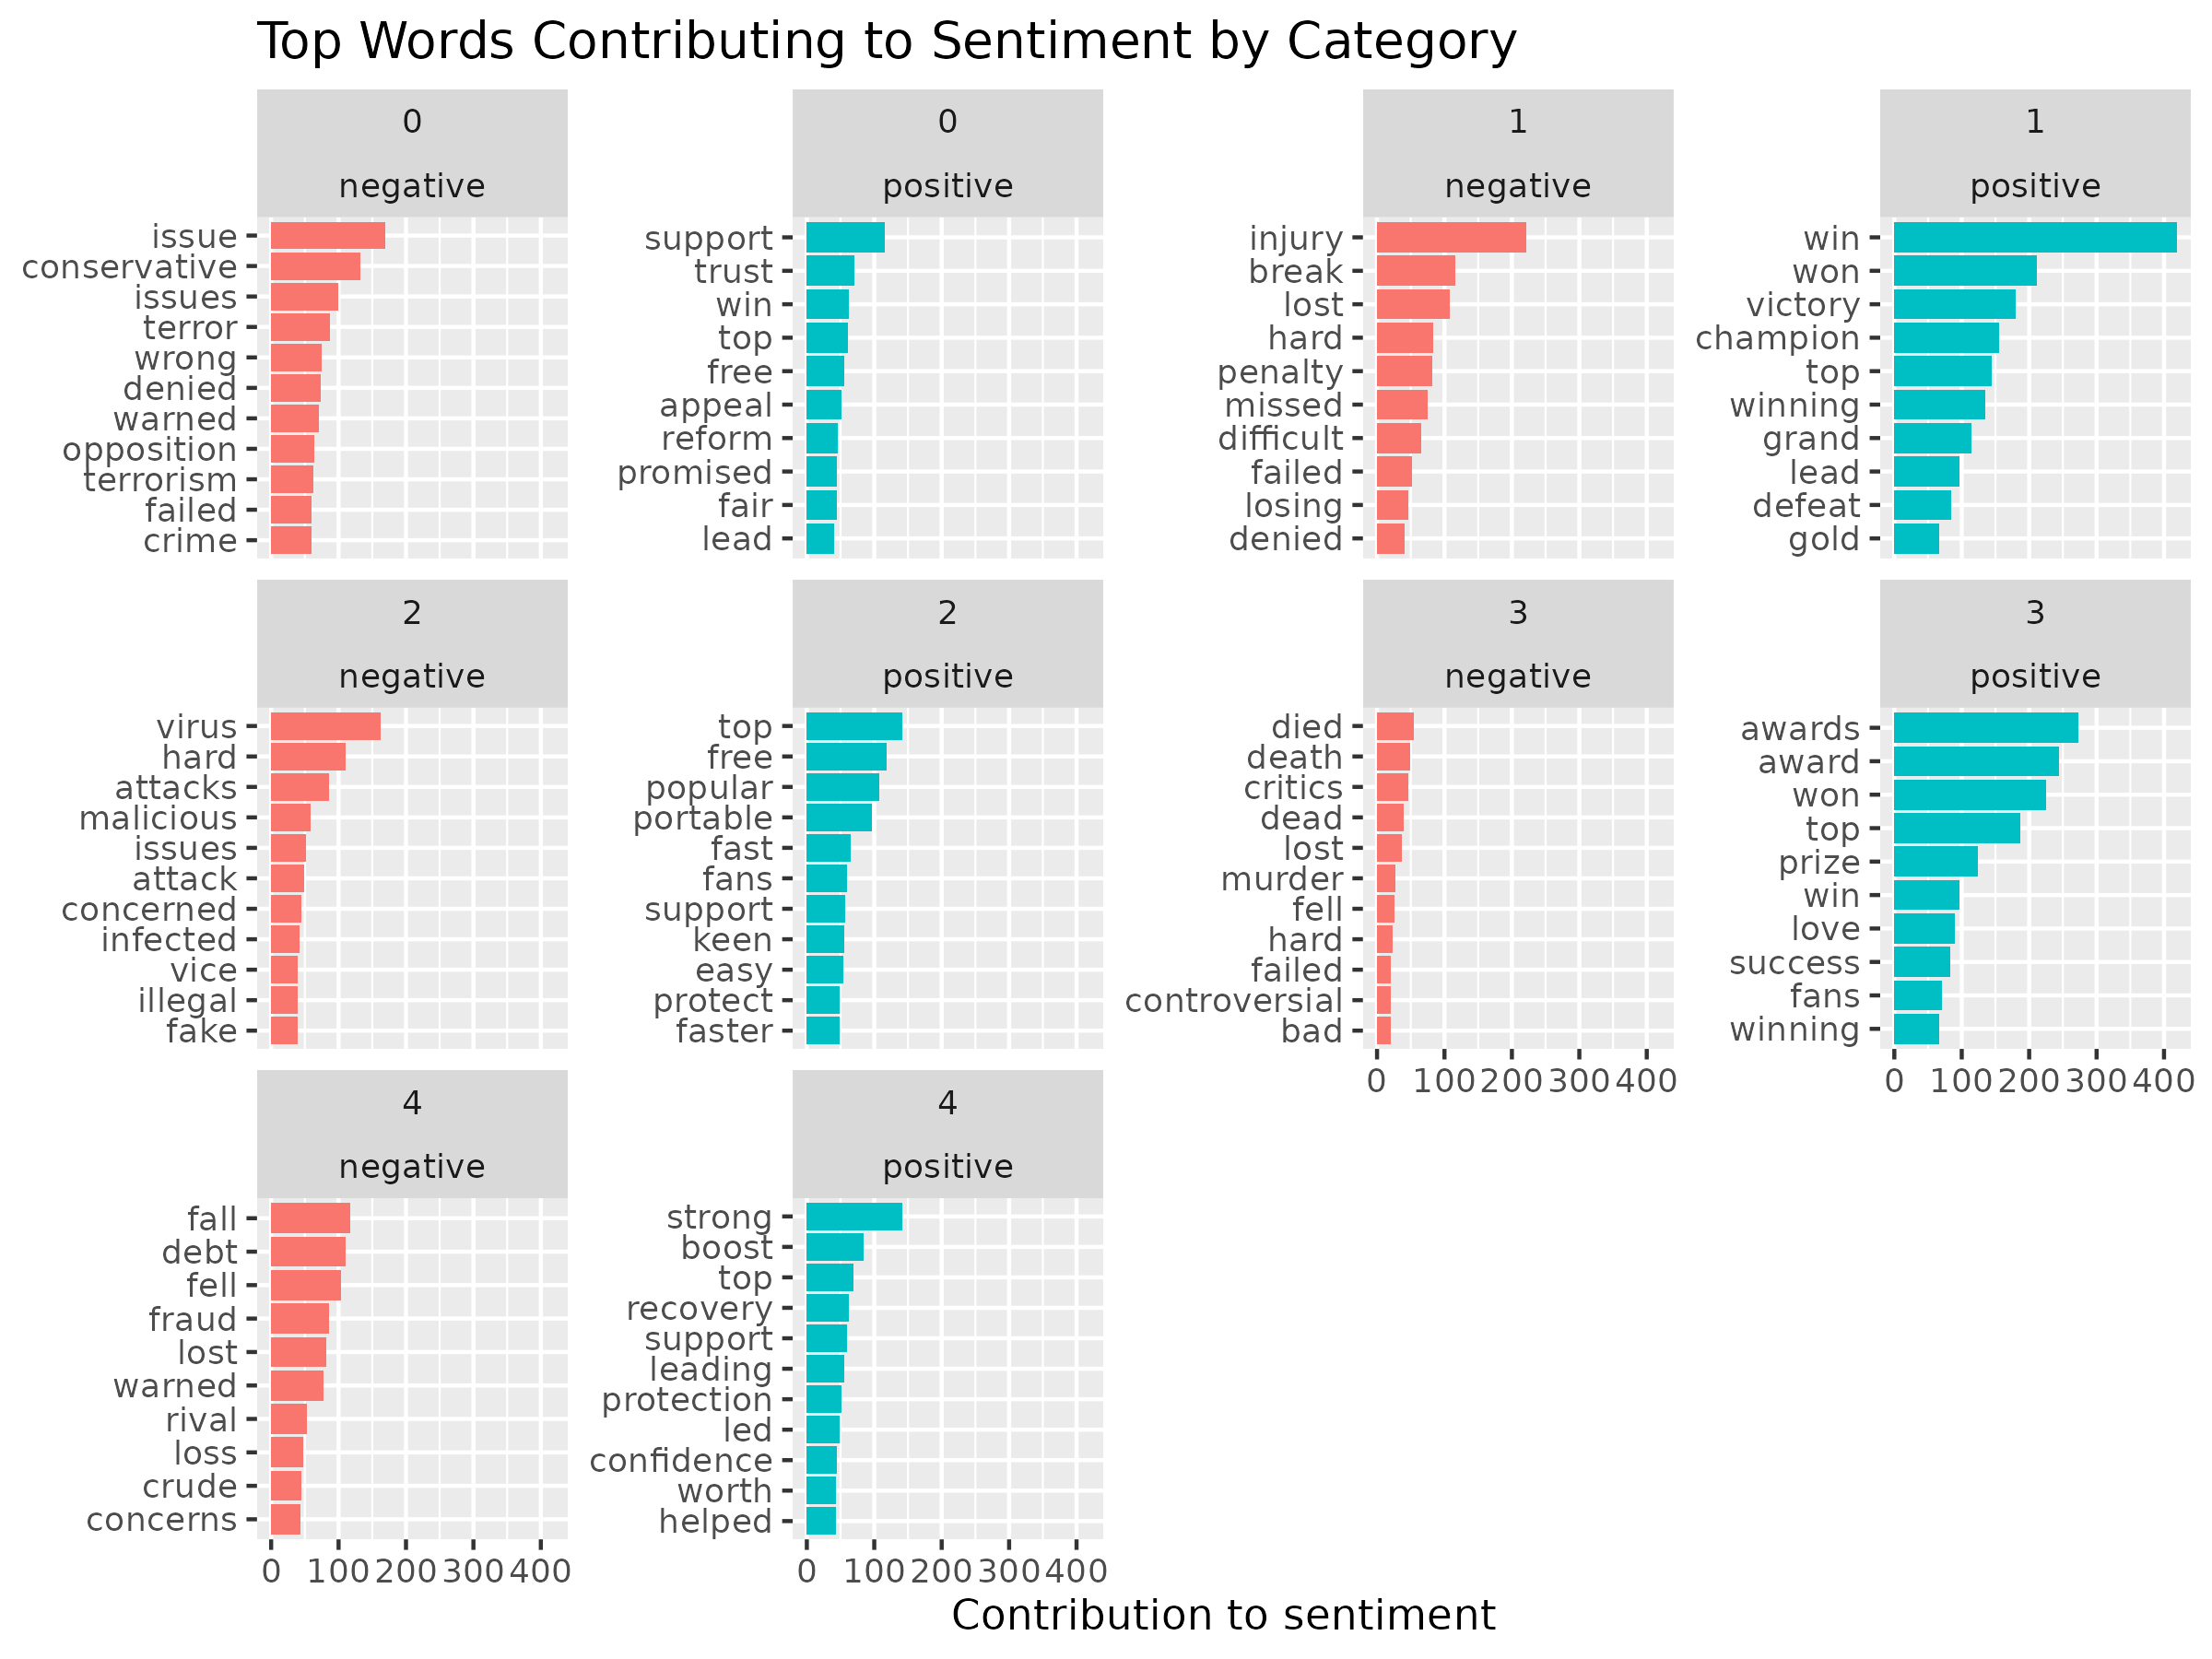 Top Words Contributing to Sentiment by Category
0
negative
issue
conservative
issues
terror
wrong
denied
warned
opposition
terrorism
failed
crime
0
positive
support
trust
win
top
free
appeal
reform
promised
fair
lead
1
negative
injury
break
lost
hard
penalty
missed
difficult
failed
losing
denied
1
positive
win
won
victory
champion
top
winning
grand
lead
defeat
gold
2
negative
virus
hard
attacks
malicious
issues
attack
concerned
infected
vice
illegal
fake
2
positive
top
free
popular
portable
fast
fans
support
keen
easy
protect
faster
3
negative
died
death
critics
dead
lost
murder
fell
hard
failed
controversial
bad
0 100 200 300 400
3
positive
awards
award
won
top
prize
win
love
success
fans
winning
0 100 200 300 400
4
negative
fall
debt
fell
fraud
lost
warned
rival
loss
crude
concerns
0 100 200 300 400
4
positive
strong
boost
top
recovery
support
leading
protection
led
confidence
worth
helped
0 100 200 300 400
Contribution to sentiment